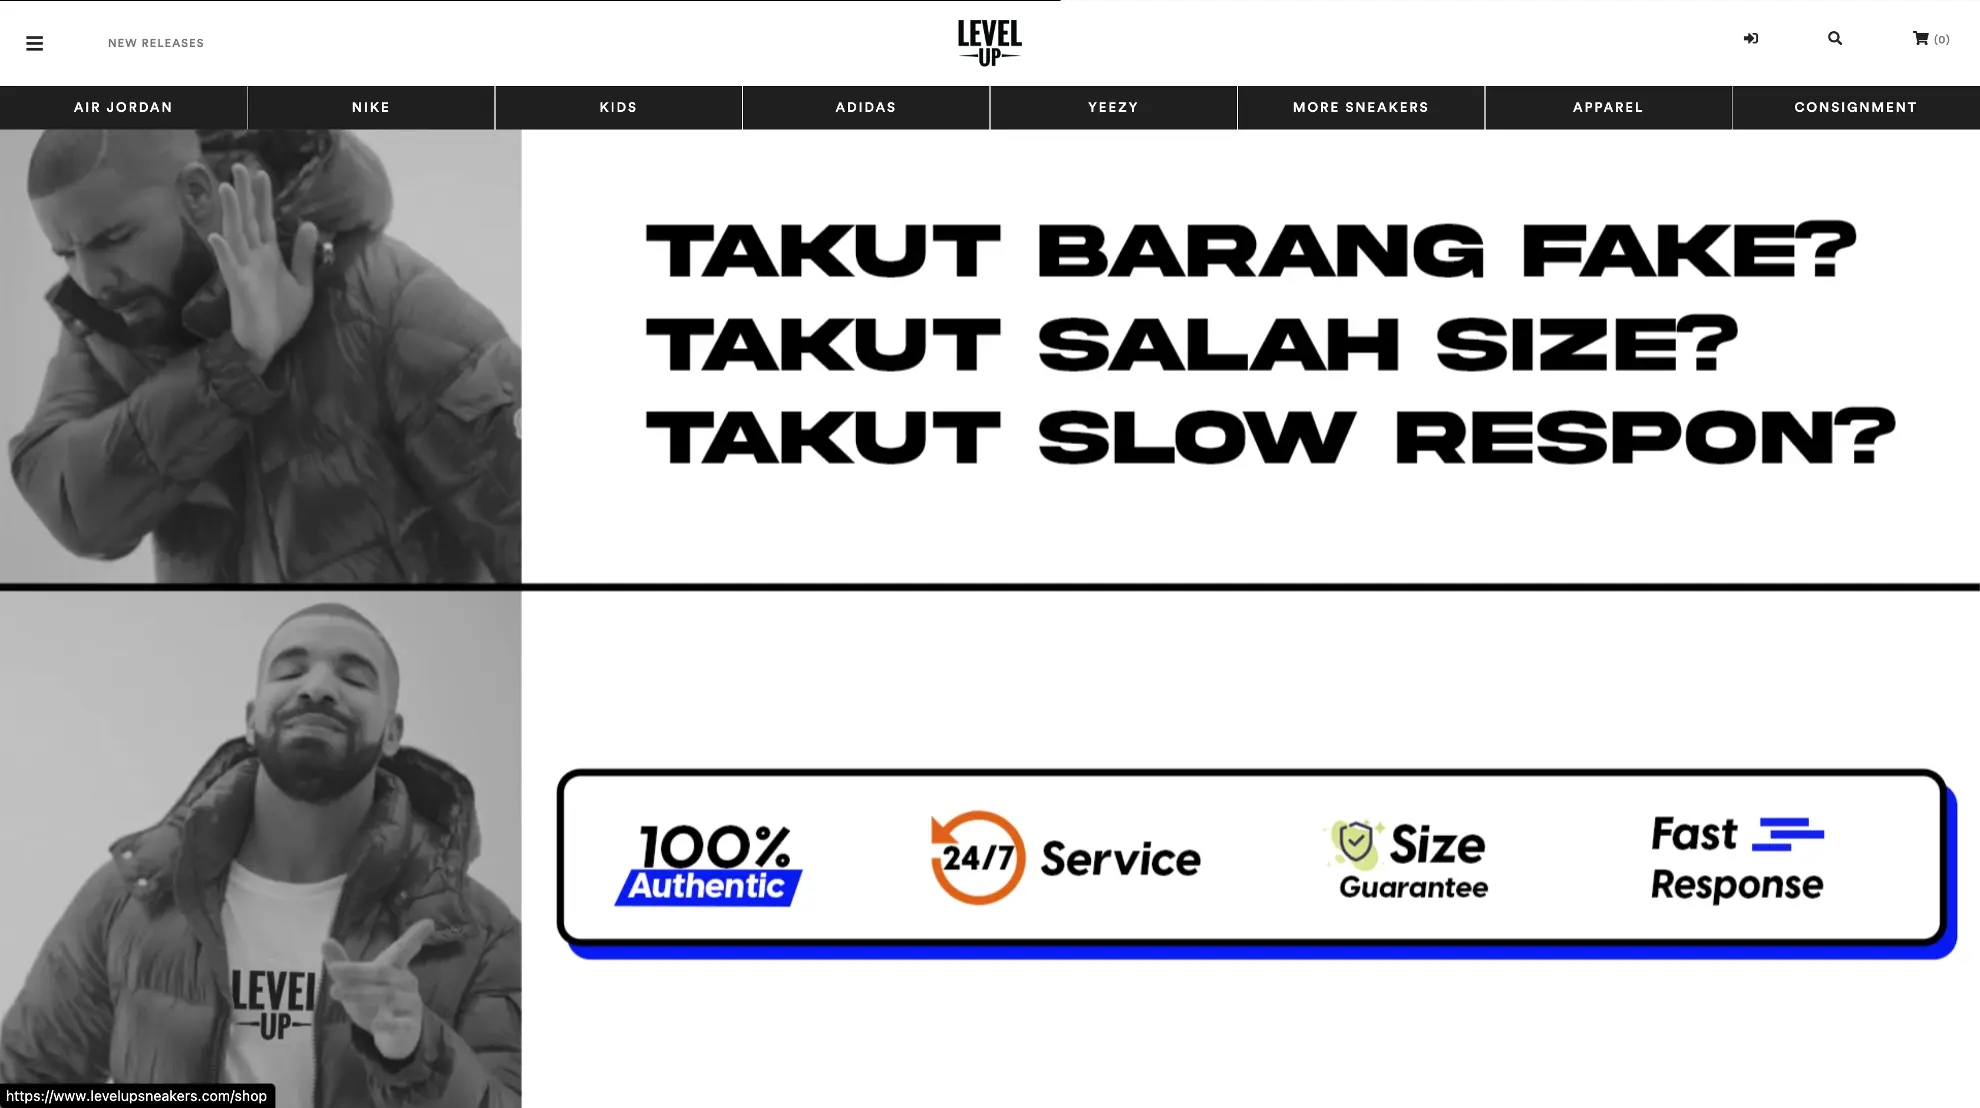 NEW RELEASES
LEVEL
UP
(0)
AIR JORDAN
NIKE
KIDS
ADIDAS
YEEZY
MORE SNEAKERS
APPAREL
CONSIGNMENT
TAKUT BARANG FAKE?
TAKUT SALAH SIZE?
TAKUT SLOW RESPON?
100%
Authentic
24/7 Service
Size
Guarantee
Fast
Response
LEVEL
UP
https://www.levelupsneakers.com/shop